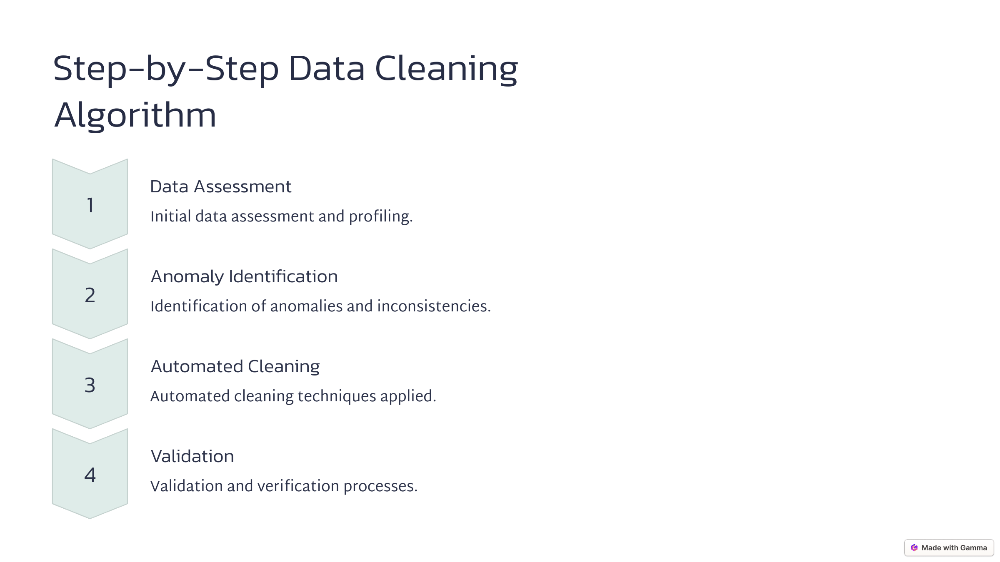 Step-by-Step Data Cleaning
Algorithm
1
Data Assessment
Initial data assessment and profiling.
2
Anomaly Identification
Identification of anomalies and inconsistencies.
3
Automated Cleaning
Automated cleaning techniques applied.
4
Validation
Validation and verification processes.
Made with Gamma